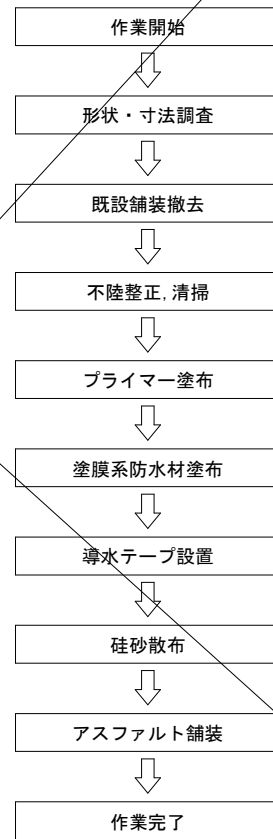 作業開始
形状・寸法調査
既設舗装撤去
不陸整正,清掃
プライマー塗布
塗膜系防水材塗布
導水テープ設置
硅砂散布
アスファルト舗装
作業完了